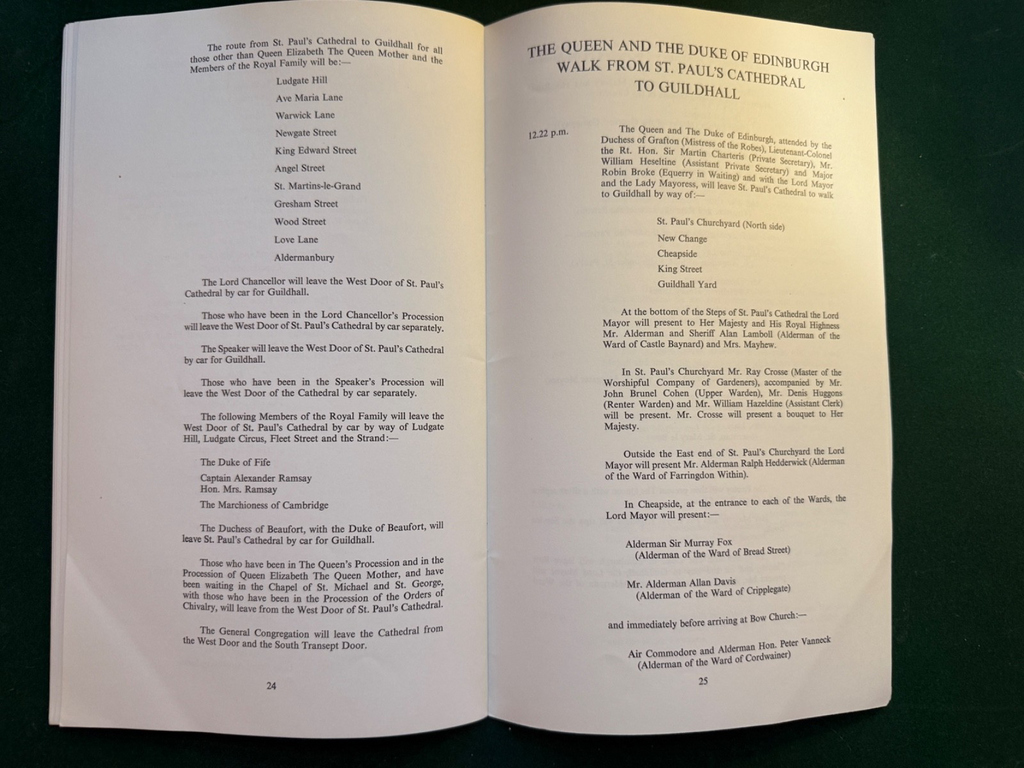 The route from St. Paul's Cathedral to Guildhall for all
those other than Queen Elizabeth The Queen Mother and the
Members of the Royal Family will be:—
Ludgate Hill
Ave Maria Lane
Warwick Lane
Newgate Street
King Edward Street
Angel Street
St. Martins-le-Grand
Gresham Street
Wood Street
Love Lane
Aldermanbury
The Lord Chancellor will leave the West Door of St. Paul's
Cathedral by car for Guildhall.
Those who have been in the Lord Chancellor's Procession
will leave the West Door of St. Paul's Cathedral by car separately.
The Speaker will leave the West Door of St. Paul's Cathedral
by car for Guildhall.
Those who have been in the Speaker's Procession will
leave the West Door of the Cathedral by car separately.
The following Members of the Royal Family will leave the
West Door of St. Paul's Cathedral by car by way of Ludgate
Hill, Ludgate Circus, Fleet Street and the Strand:—
The Duke of Fife
Captain Alexander Ramsay
Hon. Mrs. Ramsay
The Marchioness of Cambridge
The Duchess of Beaufort, with the Duke of Beaufort, will
leave St. Paul's Cathedral by car for Guildhall.
Those who have been in The Queen's Procession and in the
Procession of Queen Elizabeth The Queen Mother, and have
been waiting in the Chapel of St. Michael and St. George,
with those who have been in the Procession of the Orders of
Chivalry, will leave from the West Door of St. Paul's Cathedral.
The General Congregation will leave the Cathedral from
the West Door and the South Transept Door.
24
THE QUEEN AND THE DUKE OF EDINBURGH
WALK FROM ST. PAUL'S CATHEDRAL
TO GUILDHALL
12.22 p.m.
The Queen and The Duke of Edinburgh, attended by the
Duchess of Grafton (Mistress of the Robes), Lieutenant-Colonel
the Rt. Hon. Sir Martin Charteris (Private Secretary), Mr.
William Heseltine (Assistant Private Secretary) and Major
Robin Broke (Equerry in Waiting) and with the Lord Mayor
and the Lady Mayoress, will leave St. Paul's Cathedral to walk
to Guildhall by way of:—
St. Paul's Churchyard (North side)
New Change
Cheapside
King Street
Guildhall Yard
At the bottom of the Steps of St. Paul's Cathedral the Lord
Mayor will present to Her Majesty and His Royal Highness
Mr. Alderman and Sheriff Alan Lamboll (Alderman of the
Ward of Castle Baynard) and Mrs. Mayhew.
In St. Paul's Churchyard Mr. Ray Crosse (Master of the
Worshipful Company of Gardeners), accompanied by Mr.
John Brunel Cohen (Upper Warden), Mr. Denis Huggons
(Renter Warden) and Mr. William Hazeldine (Assistant Clerk)
will be present. Mr. Crosse will present a bouquet to Her
Majesty.
Outside the East end of St. Paul's Churchyard the Lord
Mayor will present Mr. Alderman Ralph Hedderwick (Alderman
of the Ward of Farringdon Within).
In Cheapside, at the entrance to each of the Wards, the
Lord Mayor will present:—
Alderman Sir Murray Fox
(Alderman of the Ward of Bread Street)
Mr. Alderman Allan Davis
(Alderman of the Ward of Cripplegate)
and immediately before arriving at Bow Church:—
Air Commodore and Alderman Hon. Peter Vanneck
(Alderman of the Ward of Cordwainer)
25